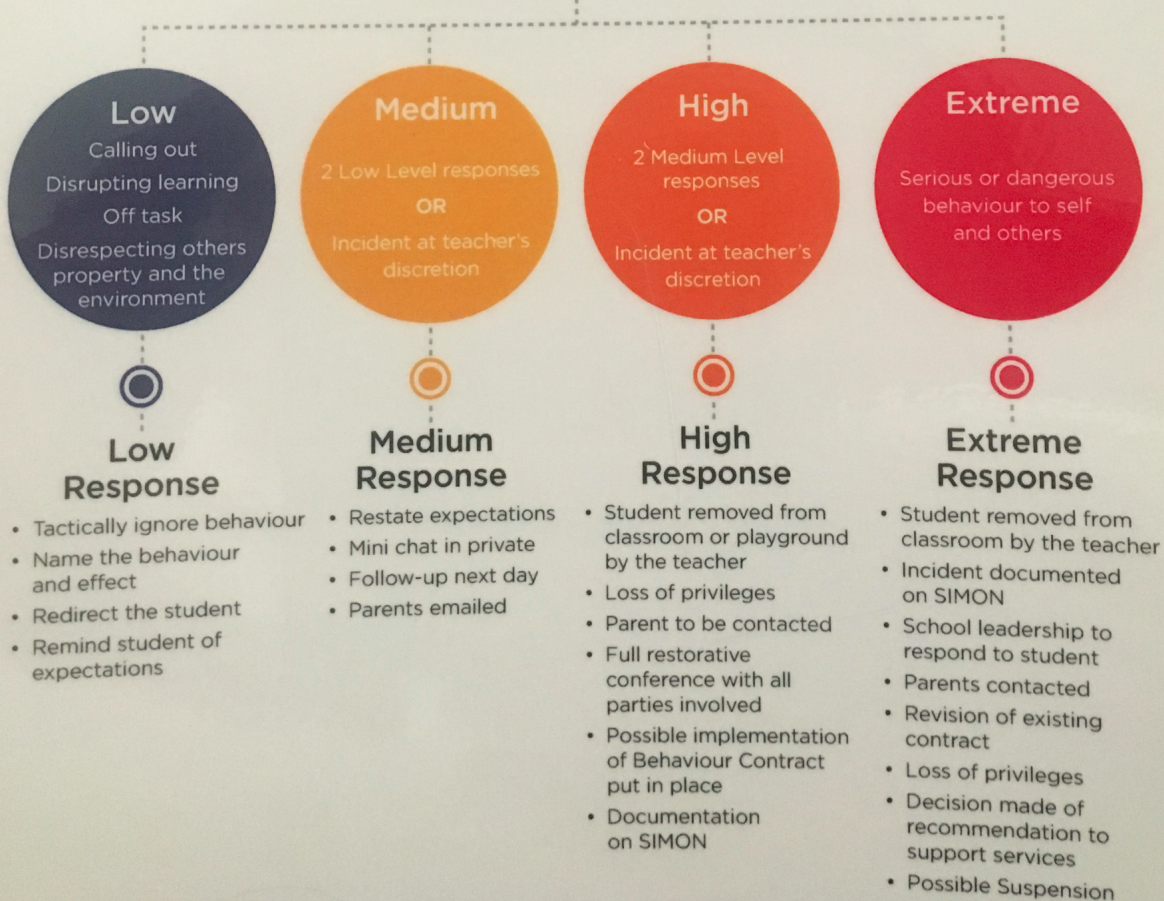 Low
Calling out
Disrupting learning
Off task
Disrespecting others
property and the
environment
Medium
2 Low Level responses
OR
Incident at teacher's
discretion
High
2 Medium Level
responses
OR
Incident at teacher's
discretion
Extreme
Serious or dangerous
behaviour to self
and others
Low
Response
• Tactically ignore behaviour
• Name the behaviour
and effect
• Redirect the student
• Remind student of
expectations
Medium
Response
• Restate expectations
• Mini chat in private
• Follow-up next day
• Parents emailed
High
Response
• Student removed from
classroom or playground
by the teacher
• Loss of privileges
• Parent to be contacted
• Full restorative
conference with all
parties involved
• Possible implementation
of Behaviour Contract
put in place
• Documentation
on SIMON
Extreme
Response
• Student removed from
classroom by the teacher
• Incident documented
on SIMON
• School leadership to
respond to student
• Parents contacted
• Revision of existing
contract
• Loss of privileges
• Decision made of
recommendation to
support services
• Possible Suspension